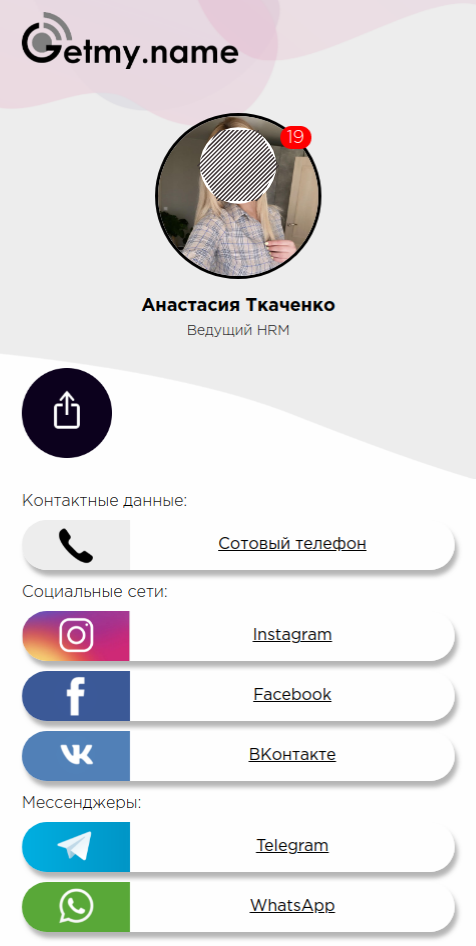 Getmy.name
19
Анастасия Ткаченко
Ведущий HRM
Контактные данные:
Сотовый телефон
Социальные сети:
Instagram
Facebook
ВКонтакте
Мессенджеры:
Telegram
WhatsApp